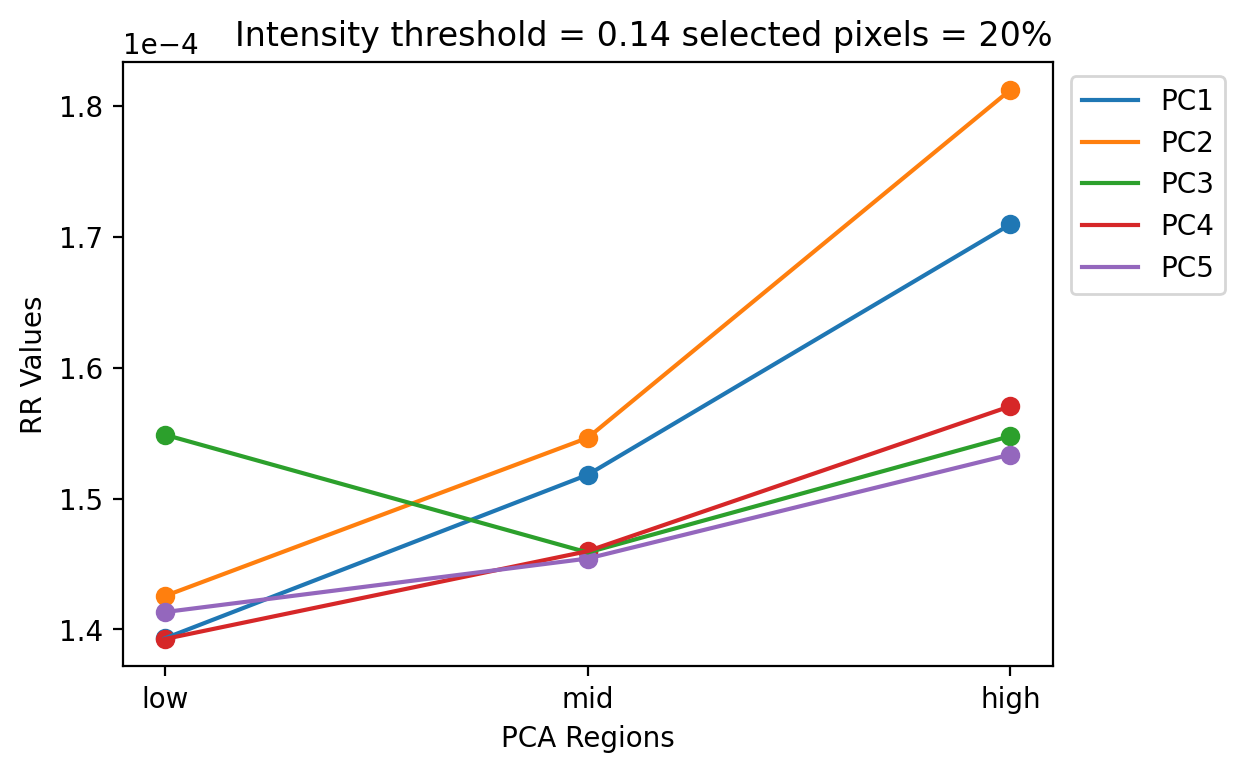 1e−4
Intensity threshold = 0.14 selected pixels = 20%
1.8
1.7
1.6
1.5
1.4
RR Values
low
mid
high
PCA Regions
PC1
PC2
PC3
PC4
PC5